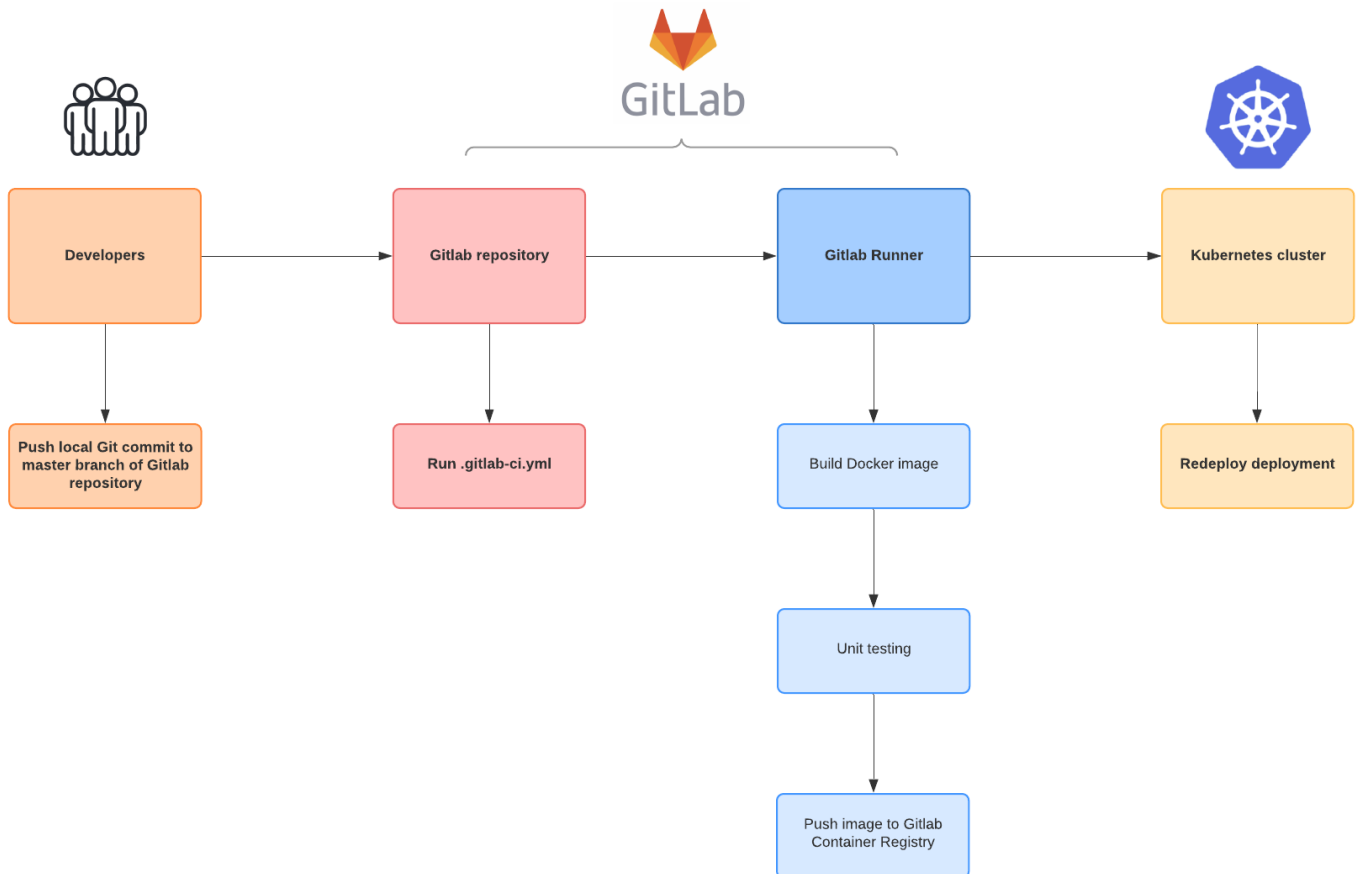 GitLab
Developers
Gitlab repository
Gitlab Runner
Kubernetes cluster
Push local Git commit to
master branch of Gitlab
repository
Run .gitlab-ci.yml
Build Docker image
Redeploy deployment
Unit testing
Push image to Gitlab
Container Registry